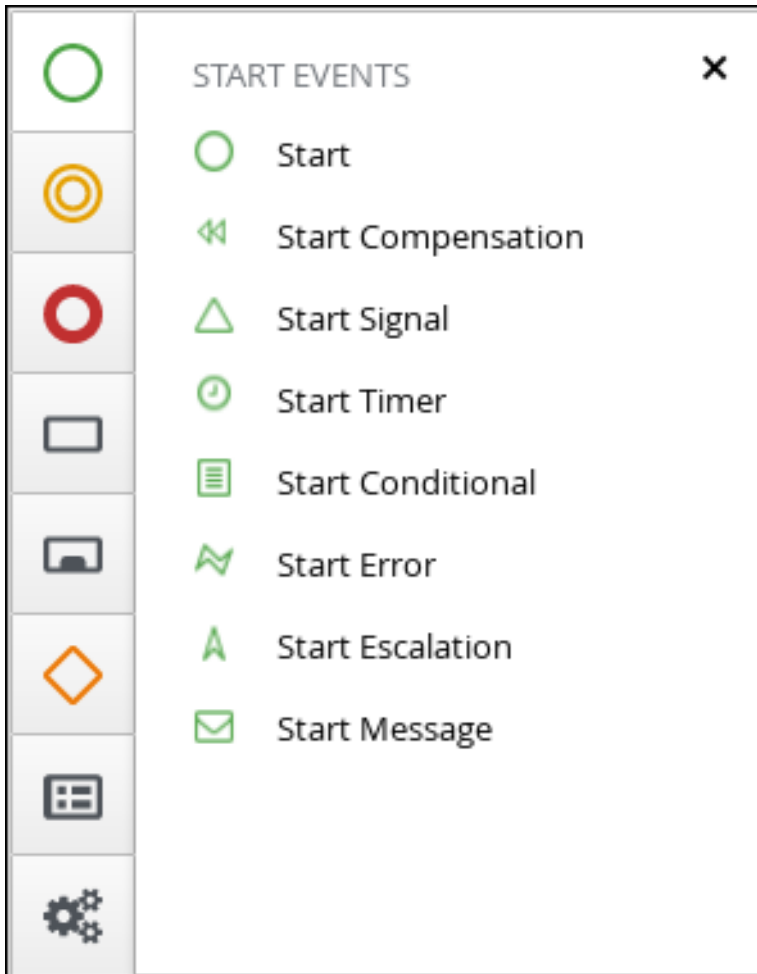 START EVENTS
Start
Start Compensation
Start Signal
Start Timer
Start Conditional
Start Error
Start Escalation
Start Message